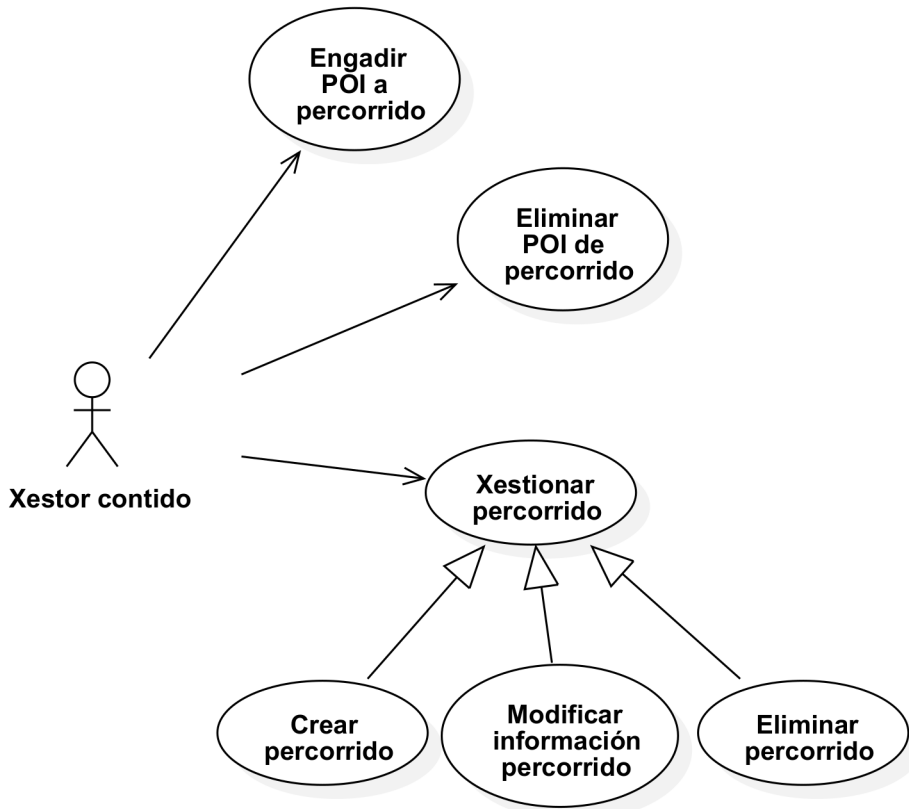 Engadir
POI a
percorrido
Eliminar
POI de
percorrido
Xestor contido
Xestionar
percorrido
Crear
percorrido
Modificar
información
percorrido
Eliminar
percorrido